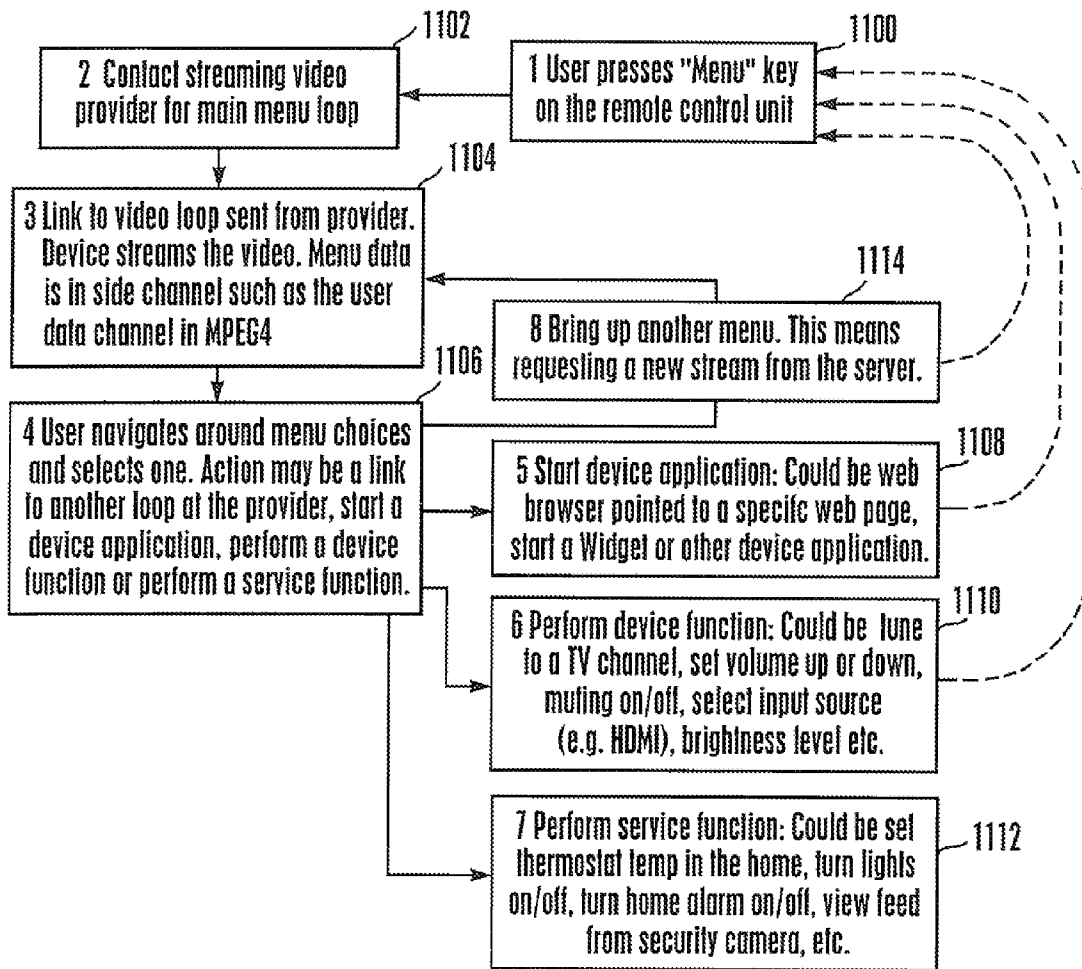 1102
2 Contact streaming video
provider for main menu loop
1100
1 User presses "Menu" key
on the remote control unit
1104
3 Link to video loop sent from provider.
Device streams the video. Menu data
is in side channel such as the user
data channel in MPEG4
1114
8 Bring up another menu. This means
requesting a new stream from the server.
1106
4 User navigates around menu choices
and selects one. Action may be a link
to another loop at the provider, start a
device application, perform a device
function or perform a service function.
1108
5 Start device application: Could be web
browser pointed to a specifc web page,
start a Widget or other device application.
1110
6 Perform device function: Could be tune
to a TV channel, set volume up or down,
muting on/off, select input source
(e.g. HDMI), brightness level etc.
1112
7 Perform service function: Could be set
thermostat temp in the home, turn lights
on/off, turn home alarm on/off, view feed
from security camera, etc.